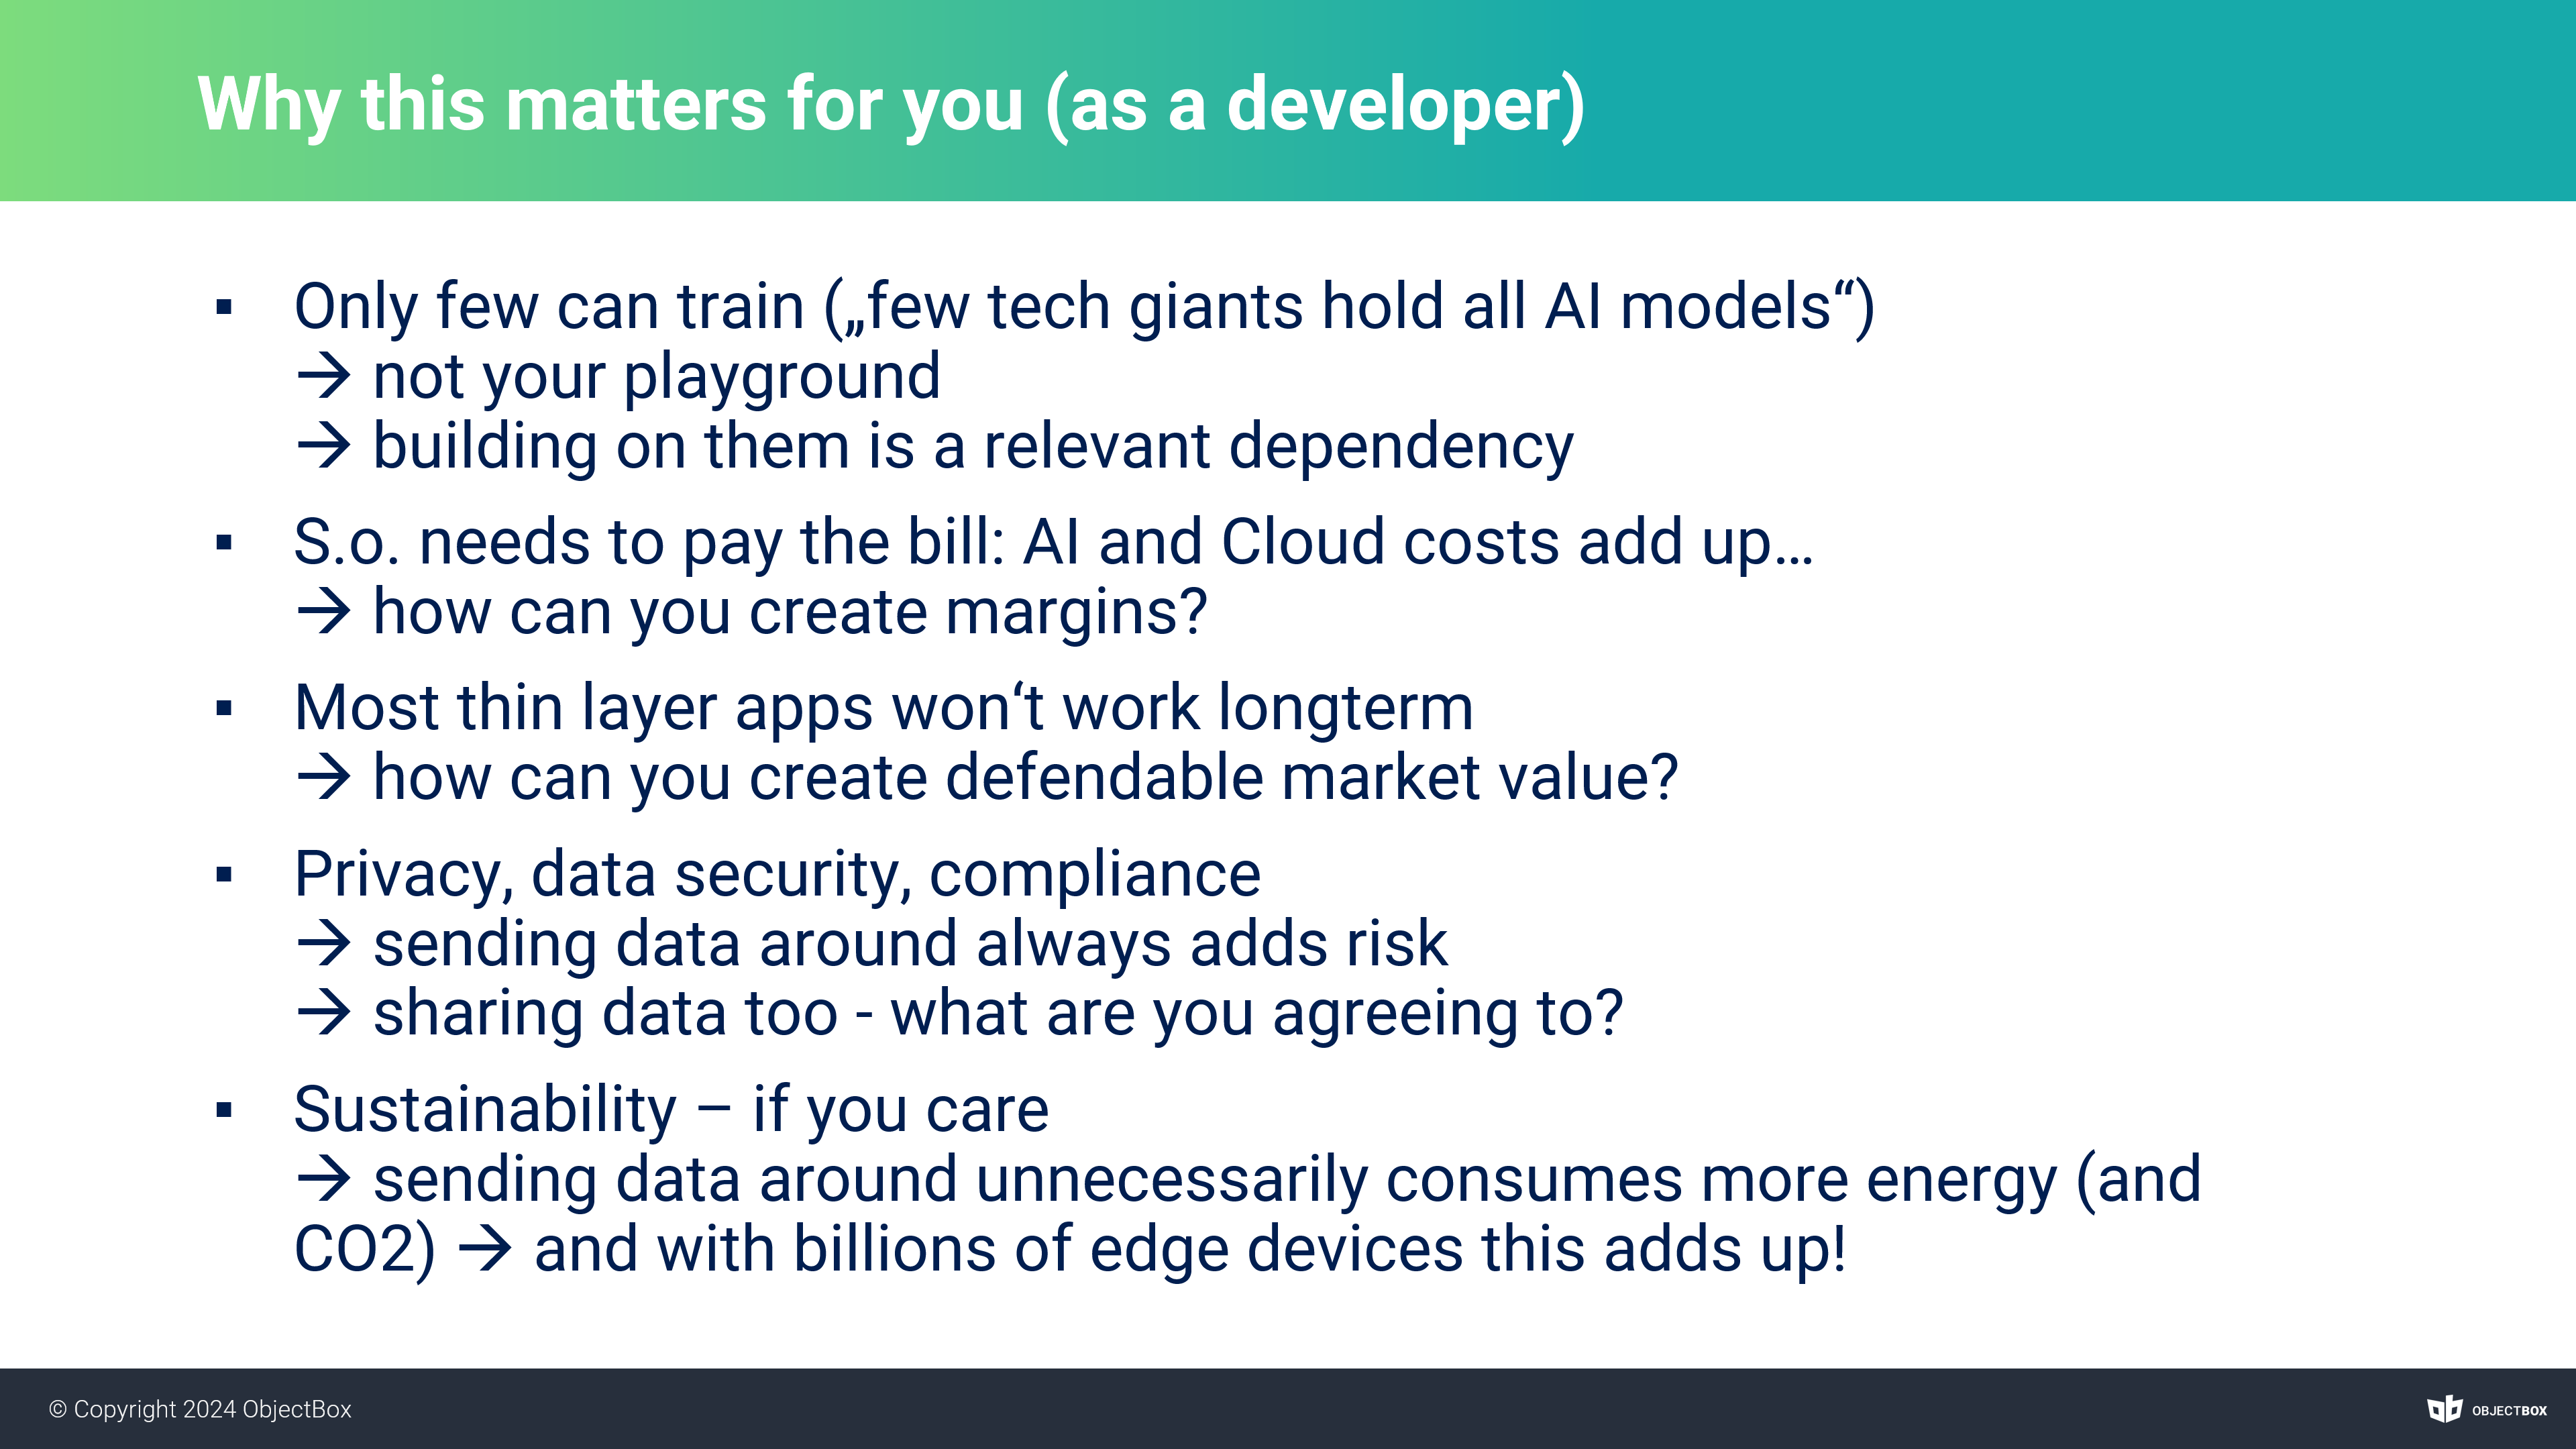 Why this matters for you (as a developer)
▪ Only few can train („few tech giants hold all AI models“)
→ not your playground
→ building on them is a relevant dependency
▪ S.o. needs to pay the bill: AI and Cloud costs add up…
→ how can you create margins?
▪ Most thin layer apps won‘t work longterm
→ how can you create defendable market value?
▪ Privacy, data security, compliance
→ sending data around always adds risk
→ sharing data too - what are you agreeing to?
▪ Sustainability – if you care
→ sending data around unnecessarily consumes more energy (and
CO2) → and with billions of edge devices this adds up!
© Copyright 2024 ObjectBox
OBJECTBOX